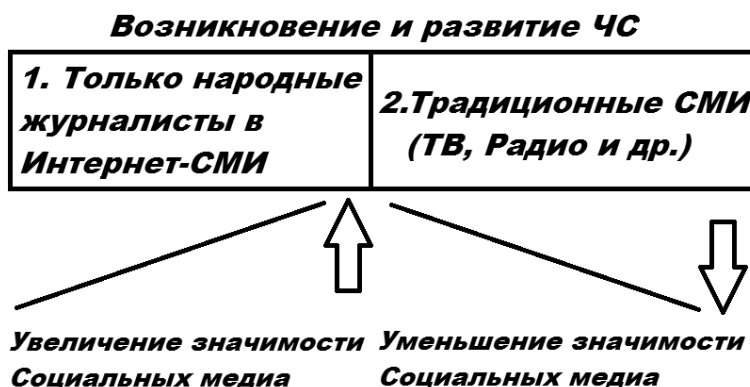 Возникновение и развитие ЧС
1. Только народные
журналисты в
Интернет-СМИ
2.Традиционные СМИ
(ТВ, Радио и др.)
Увеличение значимости
Социальных медиа
Уменьшение значимости
Социальных медиа